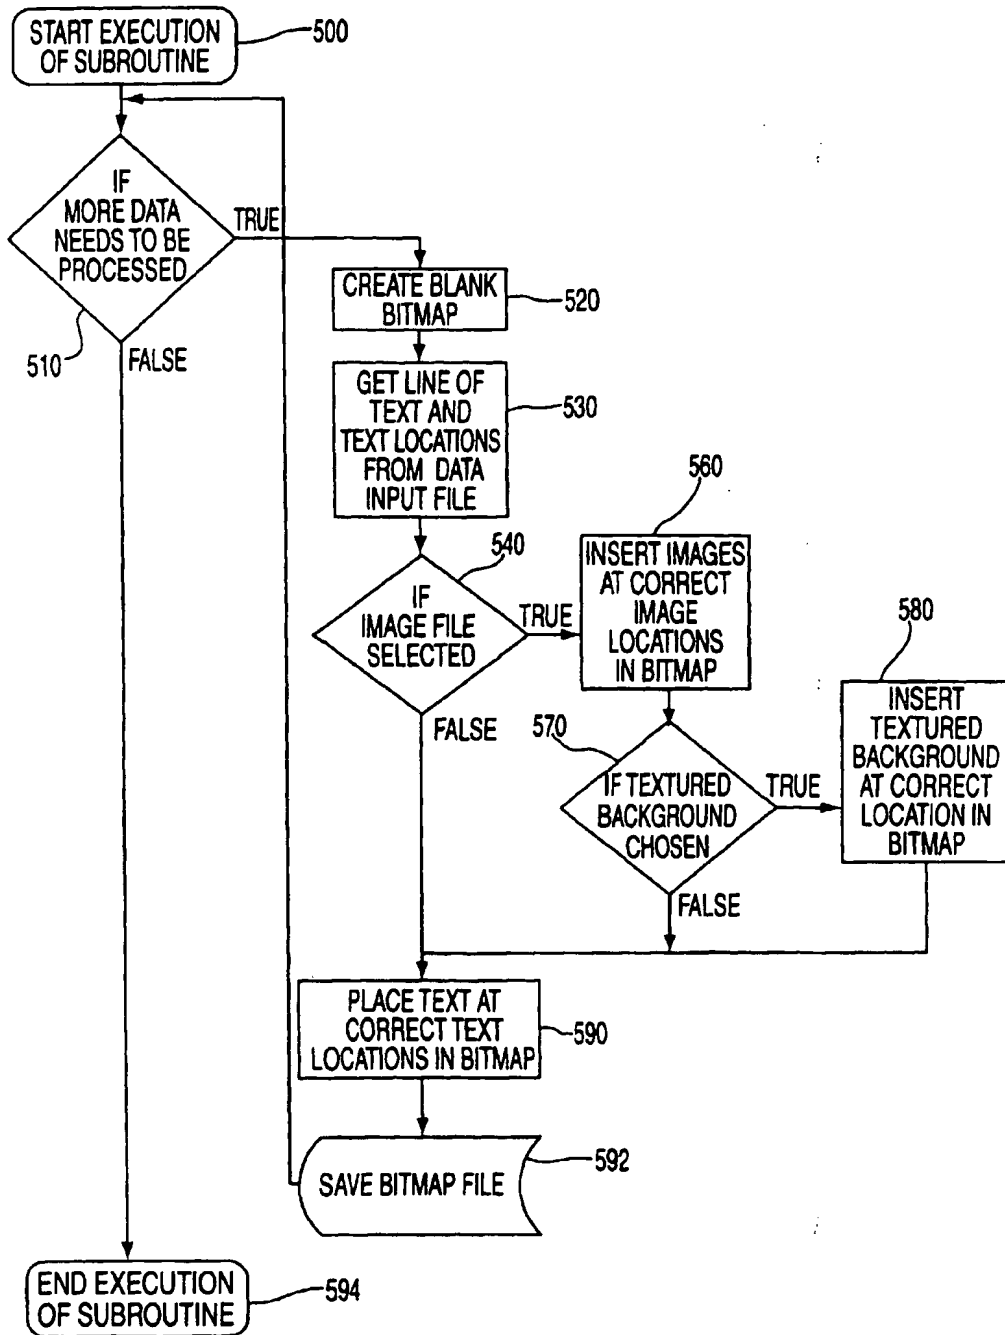 START EXECUTION
OF SUBROUTINE
500
IF
MORE DATA
NEEDS TO BE
PROCESSED
TRUE
510
FALSE
CREATE BLANK
BITMAP
520
GET LINE OF
TEXT AND
TEXT LOCATIONS
FROM DATA
INPUT FILE
530
540
IF
IMAGE FILE
SELECTED
TRUE
FALSE
560
INSERT IMAGES
AT CORRECT
IMAGE
LOCATIONS
IN BITMAP
570
IF TEXTURED
BACKGROUND
CHOSEN
TRUE
FALSE
580
INSERT
TEXTURED
BACKGROUND
AT CORRECT
LOCATION IN
BITMAP
PLACE TEXT AT
CORRECT TEXT
LOCATIONS IN BITMAP
590
SAVE BITMAP FILE
592
END EXECUTION
OF SUBROUTINE
594